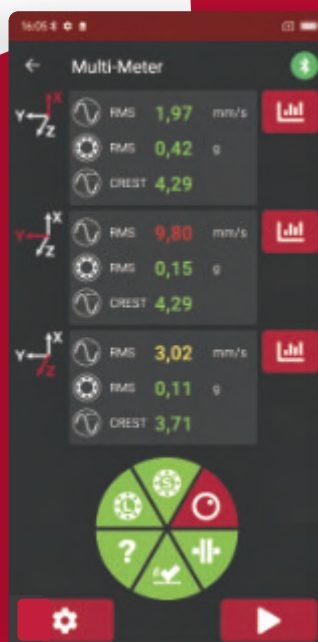 16:05
Multi-Meter
X
Y
Z
RMS 1,97 mm/s
RMS 0,42 g
CREST 4,29
X
Y
Z
RMS 9,80 mm/s
RMS 0,15 g
CREST 4,29
X
Y
Z
RMS 3,02 mm/s
RMS 0,11 g
CREST 3,71
S
L
?